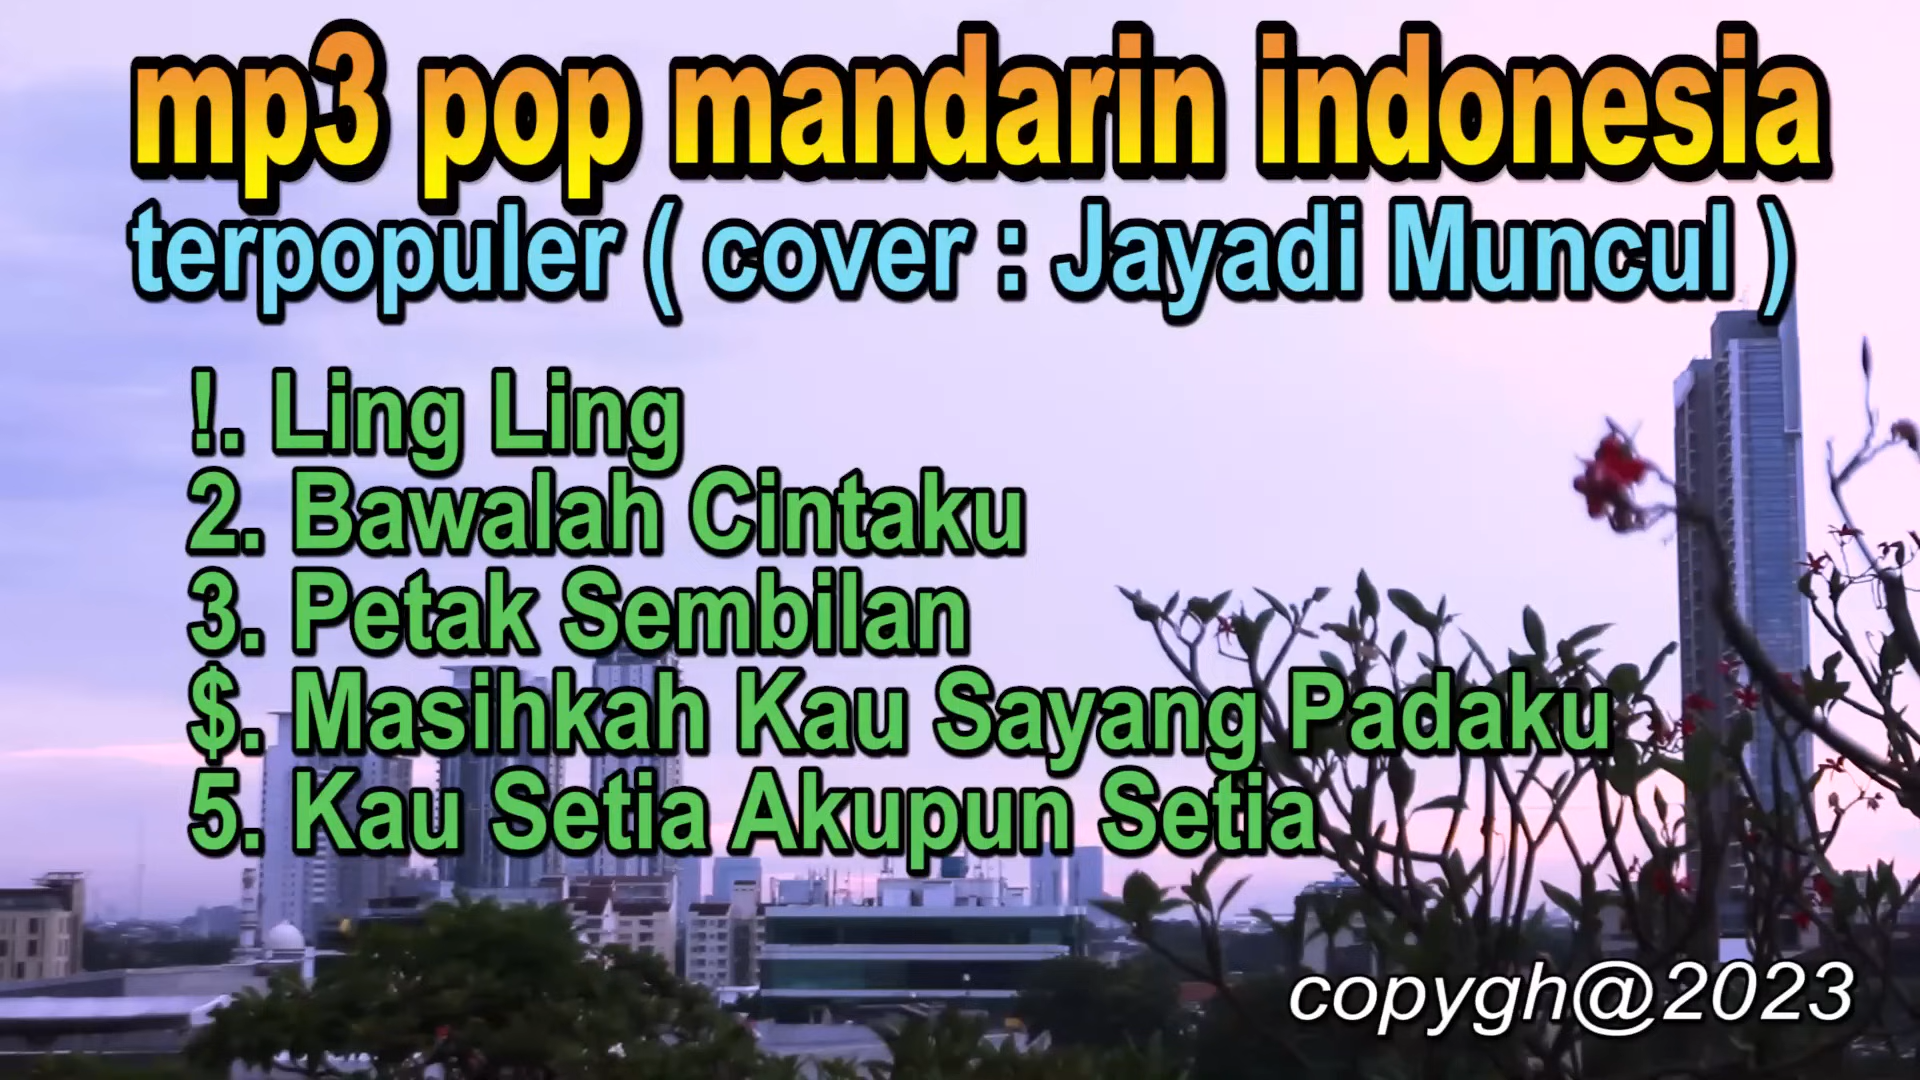 mp3 pop mandarin indonesia
terpopuler ( cover : Jayadi Muncul )
!. Ling Ling
2. Bawalah Cintaku
3. Petak Sembilan
$. Masihkah Kau Sayang Padaku
5. Kau Setia Akupun Setia
copygh@2023